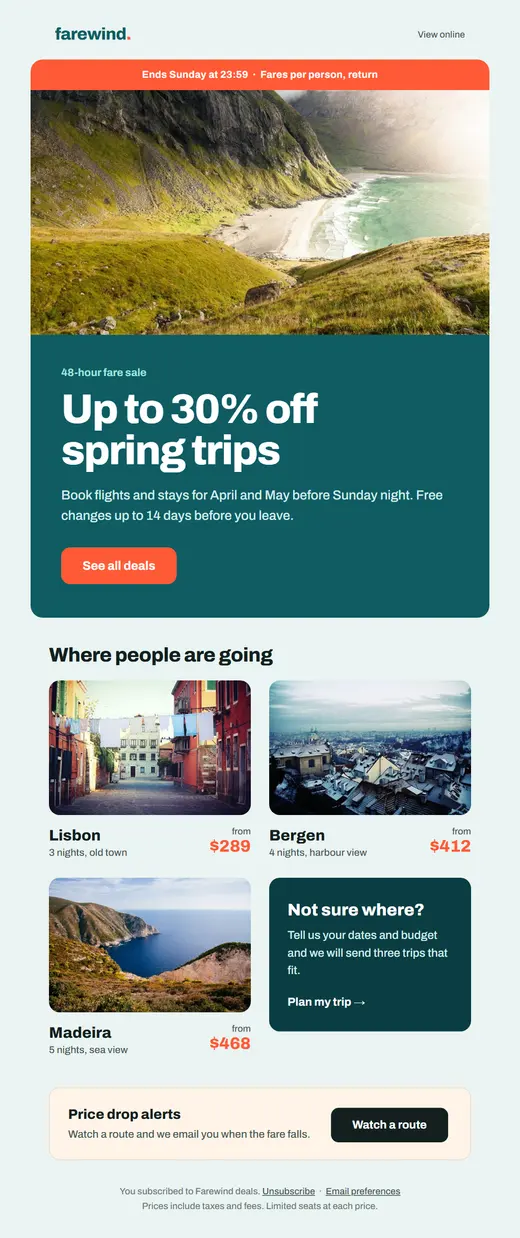 farewind.
View online
Ends Sunday at 23:59 · Fares per person, return
48-hour fare sale
Up to 30% off
spring trips
Book flights and stays for April and May before Sunday night. Free
changes up to 14 days before you leave.
See all deals
Where people are going
Lisbon
3 nights, old town
from
$289
Bergen
4 nights, harbour view
from
$412
Madeira
5 nights, sea view
from
$468
Not sure where?
Tell us your dates and budget
and we will send three trips that
fit.
Plan my trip →
Price drop alerts
Watch a route and we email you when the fare falls.
Watch a route
You subscribed to Farewind deals. Unsubscribe · Email preferences
Prices include taxes and fees. Limited seats at each price.